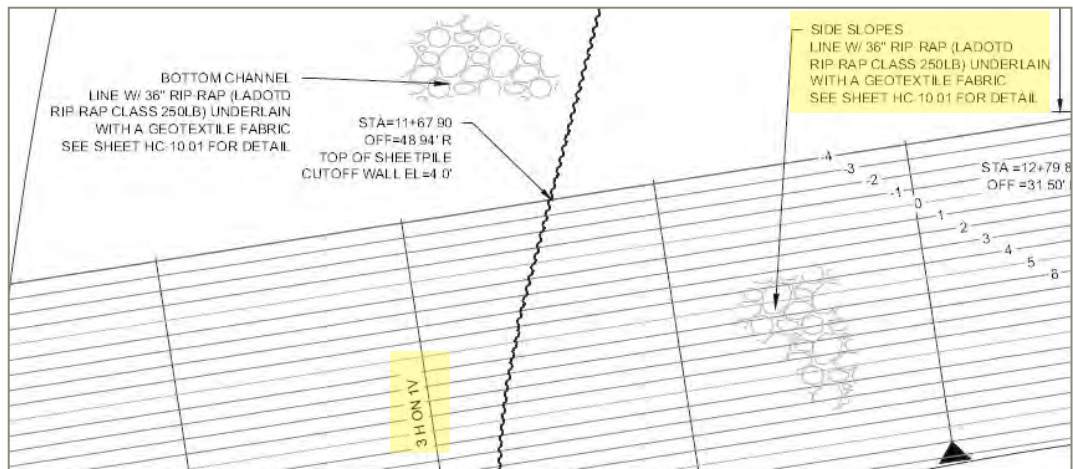 BOTTOM CHANNEL
LINE W/ 36" RIP-RAP (LADOTD
RIP-RAP CLASS 250LB) UNDERLAIN
WITH A GEOTEXTILE FABRIC
SEE SHEET HC-10 01 FOR DETAIL
STA=11+67.90
OFF=48.94' R
TOP OF SHEETPILE
CUTOFF WALL EL=4.0'
SIDE SLOPES
LINE W/ 36" RIP-RAP (LADOTD
RIP-RAP CLASS 250LB) UNDERLAIN
WITH A GEOTEXTILE FABRIC
SEE SHEET HC-10 01 FOR DETAIL
STA =12+79.8
OFF =31.50'
-4
-3
-2
-1
0
1
2
3
4
5
6
3 H ON 1V